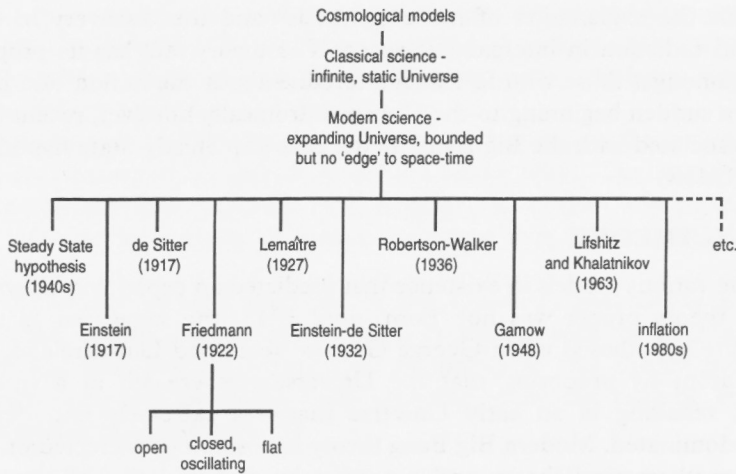 Cosmological models
Classical science -
infinite, static Universe
Modern science -
expanding Universe, bounded
but no 'edge' to space-time
Steady State
hypothesis
(1940s)
de Sitter
(1917)
Lemaître
(1927)
Robertson-Walker
(1936)
Lifshitz
and Khalatnikov
(1963)
etc.
Einstein
(1917)
Friedmann
(1922)
Einstein-de Sitter
(1932)
Gamow
(1948)
inflation
(1980s)
open
closed,
oscillating
flat